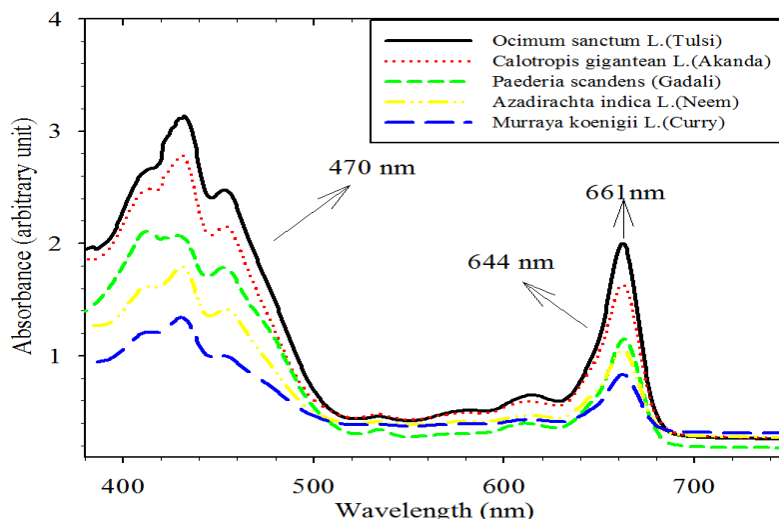 4
3
2
1
Absorbance (arbitrary unit)
Ocimum sanctum L.(Tulsi)
Calotropis gigantean L.(Akanda)
Paederia scandens (Gadali)
Azadirachta indica L.(Neem)
Murraya koenigii L.(Curry)
470 nm
661nm
644 nm
400 500 600 700
Wavelength (nm)